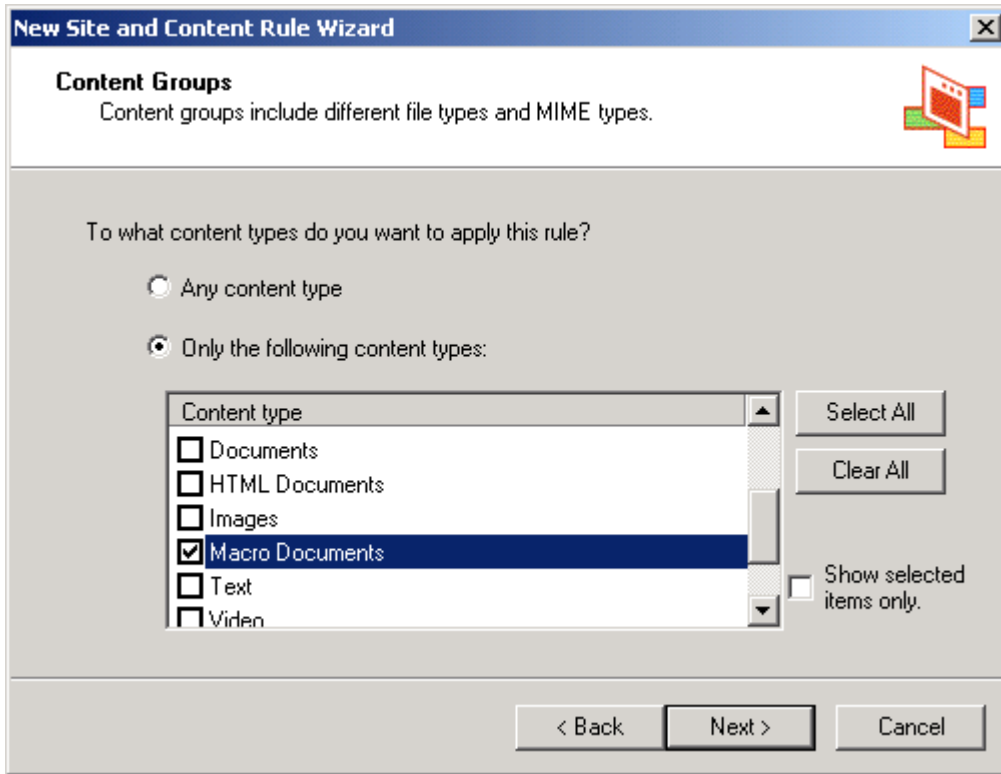 New Site and Content Rule Wizard
Content Groups
Content groups include different file types and MIME types.
To what content types do you want to apply this rule?
Any content type
Only the following content types:
Content type
Select All
Documents
Clear All
HTML Documents
Images
Macro Documents
Text
Show selected
items only.
Video
< Back
Next >
Cancel